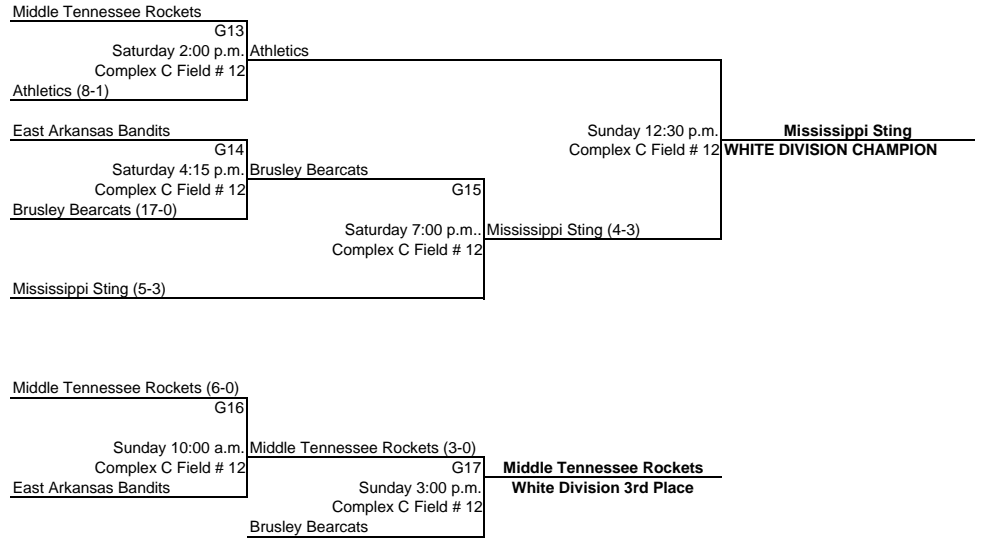 Middle Tennessee Rockets
G13
Saturday 2:00 p.m. Athletics
Complex C Field # 12
Athletics (8-1)
East Arkansas Bandits
Sunday 12:30 p.m. Mississippi Sting
G14
Complex C Field # 12 WHITE DIVISION CHAMPION
Saturday 4:15 p.m. Brusley Bearcats
Complex C Field # 12
G15
Brusley Bearcats (17-0)
Saturday 7:00 p.m.. Mississippi Sting (4-3)
Complex C Field # 12
Mississippi Sting (5-3)
Middle Tennessee Rockets (6-0)
G16
Sunday 10:00 a.m. Middle Tennessee Rockets (3-0)
Complex C Field # 12
G17
Middle Tennessee Rockets
East Arkansas Bandits
Sunday 3:00 p.m.
White Division 3rd Place
Complex C Field # 12
Brusley Bearcats